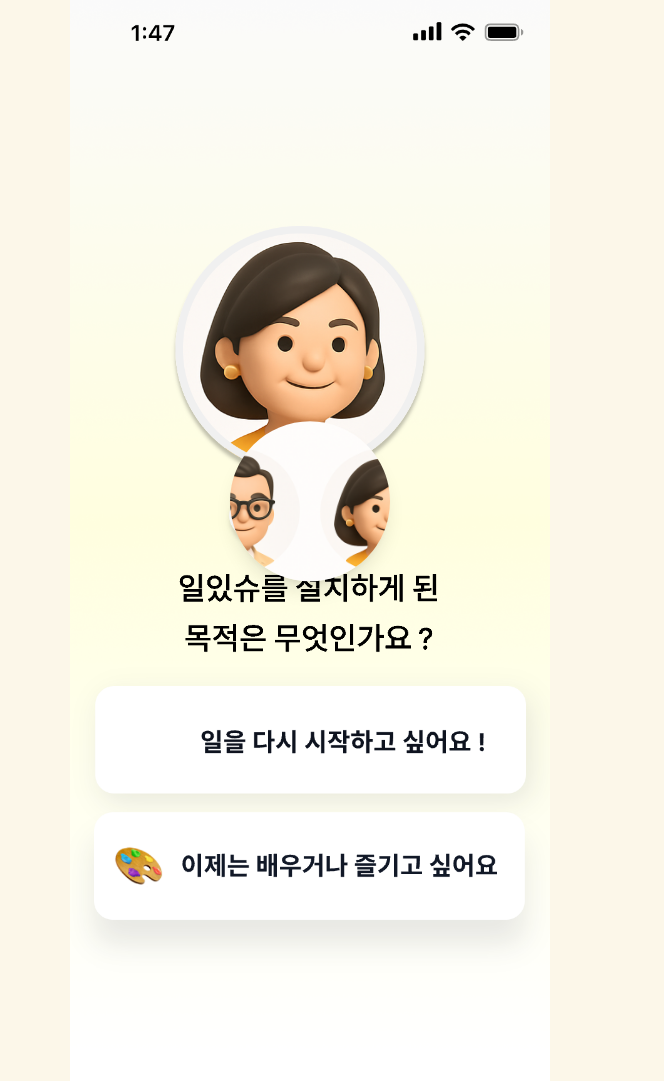 1:47
일있슈를 설치하게 된
목적은 무엇인가요 ?
일을 다시 시작하고 싶어요 !
이제는 배우거나 즐기고 싶어요